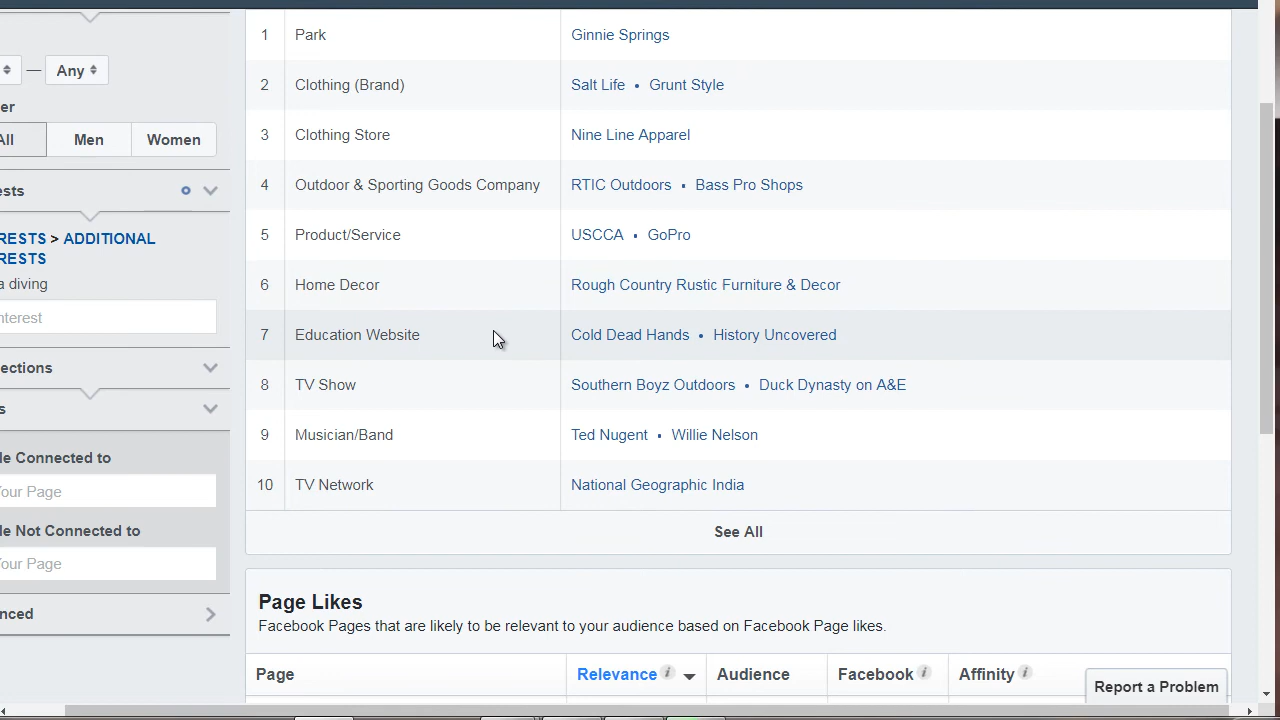 Any
er
All
Men
Women
ests
RESTS > ADDITIONAL
RESTS
a diving
nterest
ections
s
le Connected to
Your Page
le Not Connected to
Your Page
nced
1 Park Ginnie Springs
2 Clothing (Brand) Salt Life • Grunt Style
3 Clothing Store Nine Line Apparel
4 Outdoor & Sporting Goods Company RTIC Outdoors • Bass Pro Shops
5 Product/Service USCCA • GoPro
6 Home Decor Rough Country Rustic Furniture & Decor
7 Education Website Cold Dead Hands • History Uncovered
8 TV Show Southern Boyz Outdoors • Duck Dynasty on A&E
9 Musician/Band Ted Nugent • Willie Nelson
10 TV Network National Geographic India
See All
Page Likes
Facebook Pages that are likely to be relevant to your audience based on Facebook Page likes.
Page Relevance Audience Facebook Affinity
Report a Problem